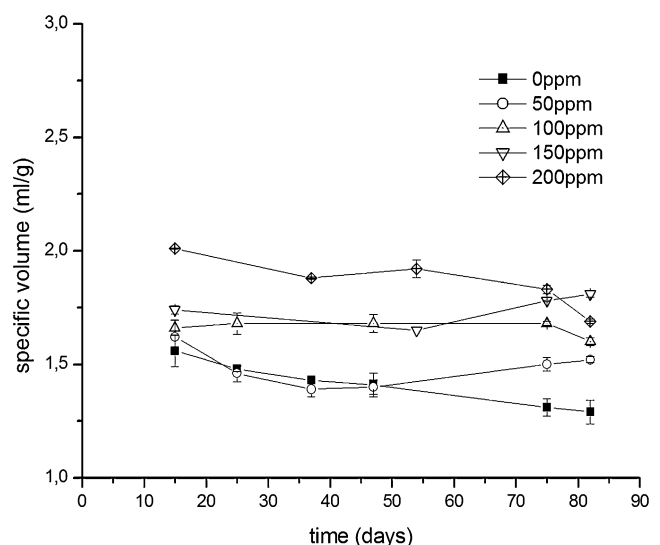 3,0
2,5
2,0
1,5
1,0
specific volume (ml/g)
0ppm
50ppm
100ppm
150ppm
200ppm
0 10 20 30 40 50 60 70 80 90
time (days)